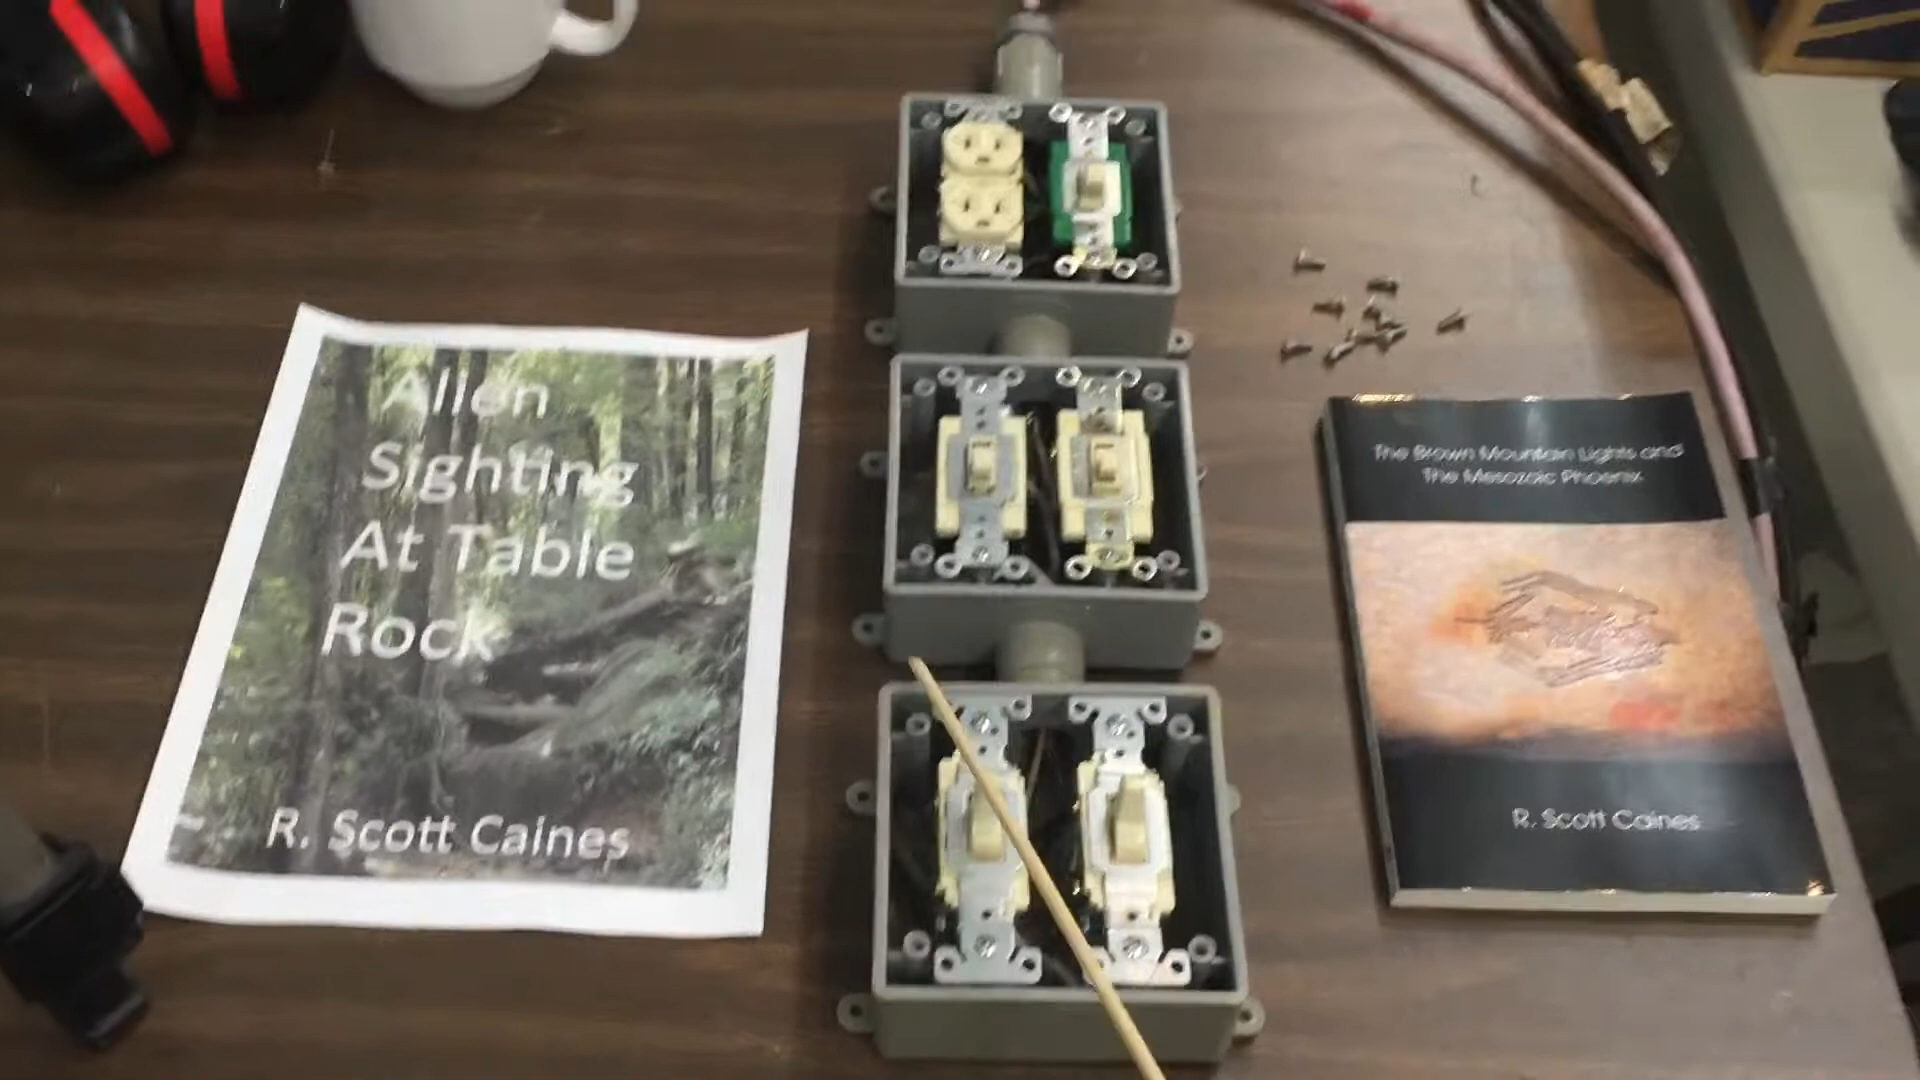 Alien
Sighting
At Table
Rock
R. Scott Caines
The Brown Mountain Lights and
The Mesozoic Phoenix
R. Scott Caines